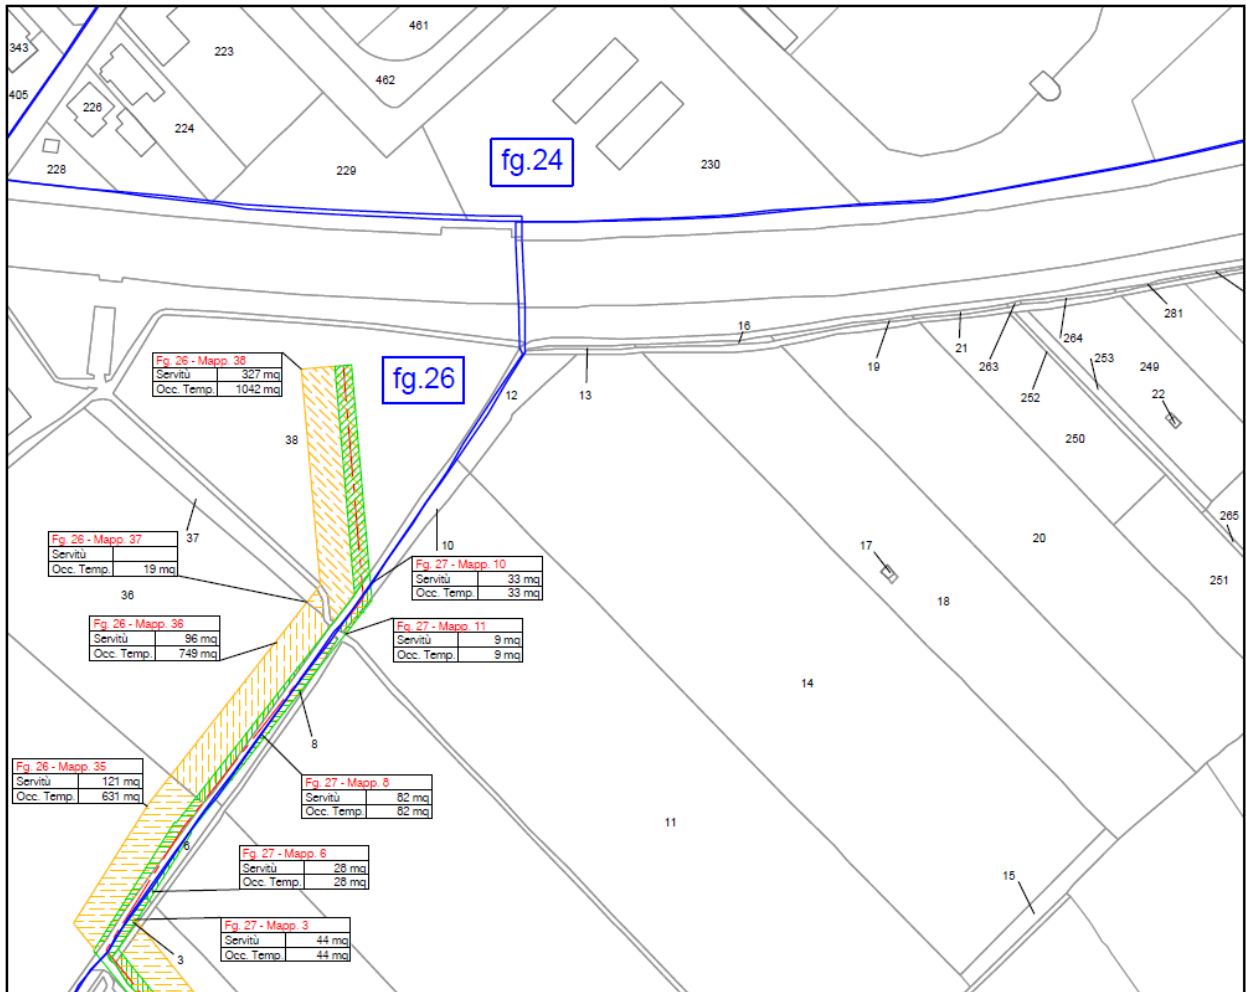 461
343
223
462
405
226
224
fg.24
228
229
230
281
16
264
21
253
249
19
263
Fg. 26 - Mapp. 38
Servitù 327 mq
Occ. Temp. 1042 mq
fg.26
12
13
252
22
38
250
265
37
10
17
20
Fg. 26 - Mapp. 37
Servitù
Occ. Temp. 19 mq
Fg. 27 - Mapp. 10
Servitù 33 mq
Occ. Temp. 33 mq
251
36
18
Fg. 26 - Mapp. 36
Servitù 96 mq
Occ. Temp. 749 mq
Fg. 27 - Mapp. 11
Servitù 9 mq
Occ. Temp. 9 mq
14
8
Fg. 26 - Mapp. 35
Servitù 121 mq
Occ. Temp. 631 mq
Fg. 27 - Mapp. 8
Servitù 82 mq
Occ. Temp. 82 mq
11
6
Fg. 27 - Mapp. 6
Servitù 28 mq
Occ. Temp. 28 mq
15
Fg. 27 - Mapp. 3
Servitù 44 mq
Occ. Temp. 44 mq
3